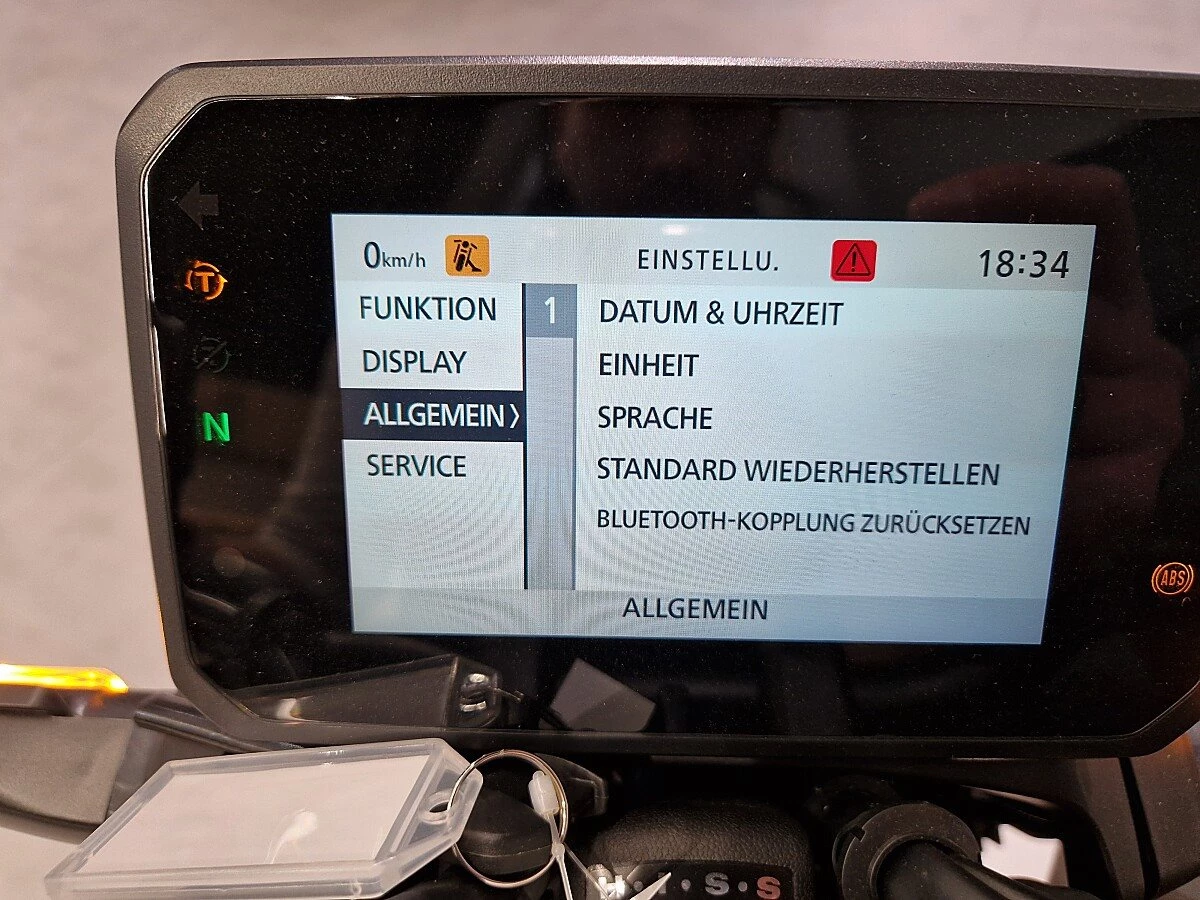 0km/h EINSTELLU. 18:34
FUNKTION
DISPLAY
ALLGEMEIN>
SERVICE
1
DATUM & UHRZEIT
EINHEIT
SPRACHE
STANDARD WIEDERHERSTELLEN
BLUETOOTH-KOPPLUNG ZURÜCKSETZEN
ALLGEMEIN
T
N
ABS